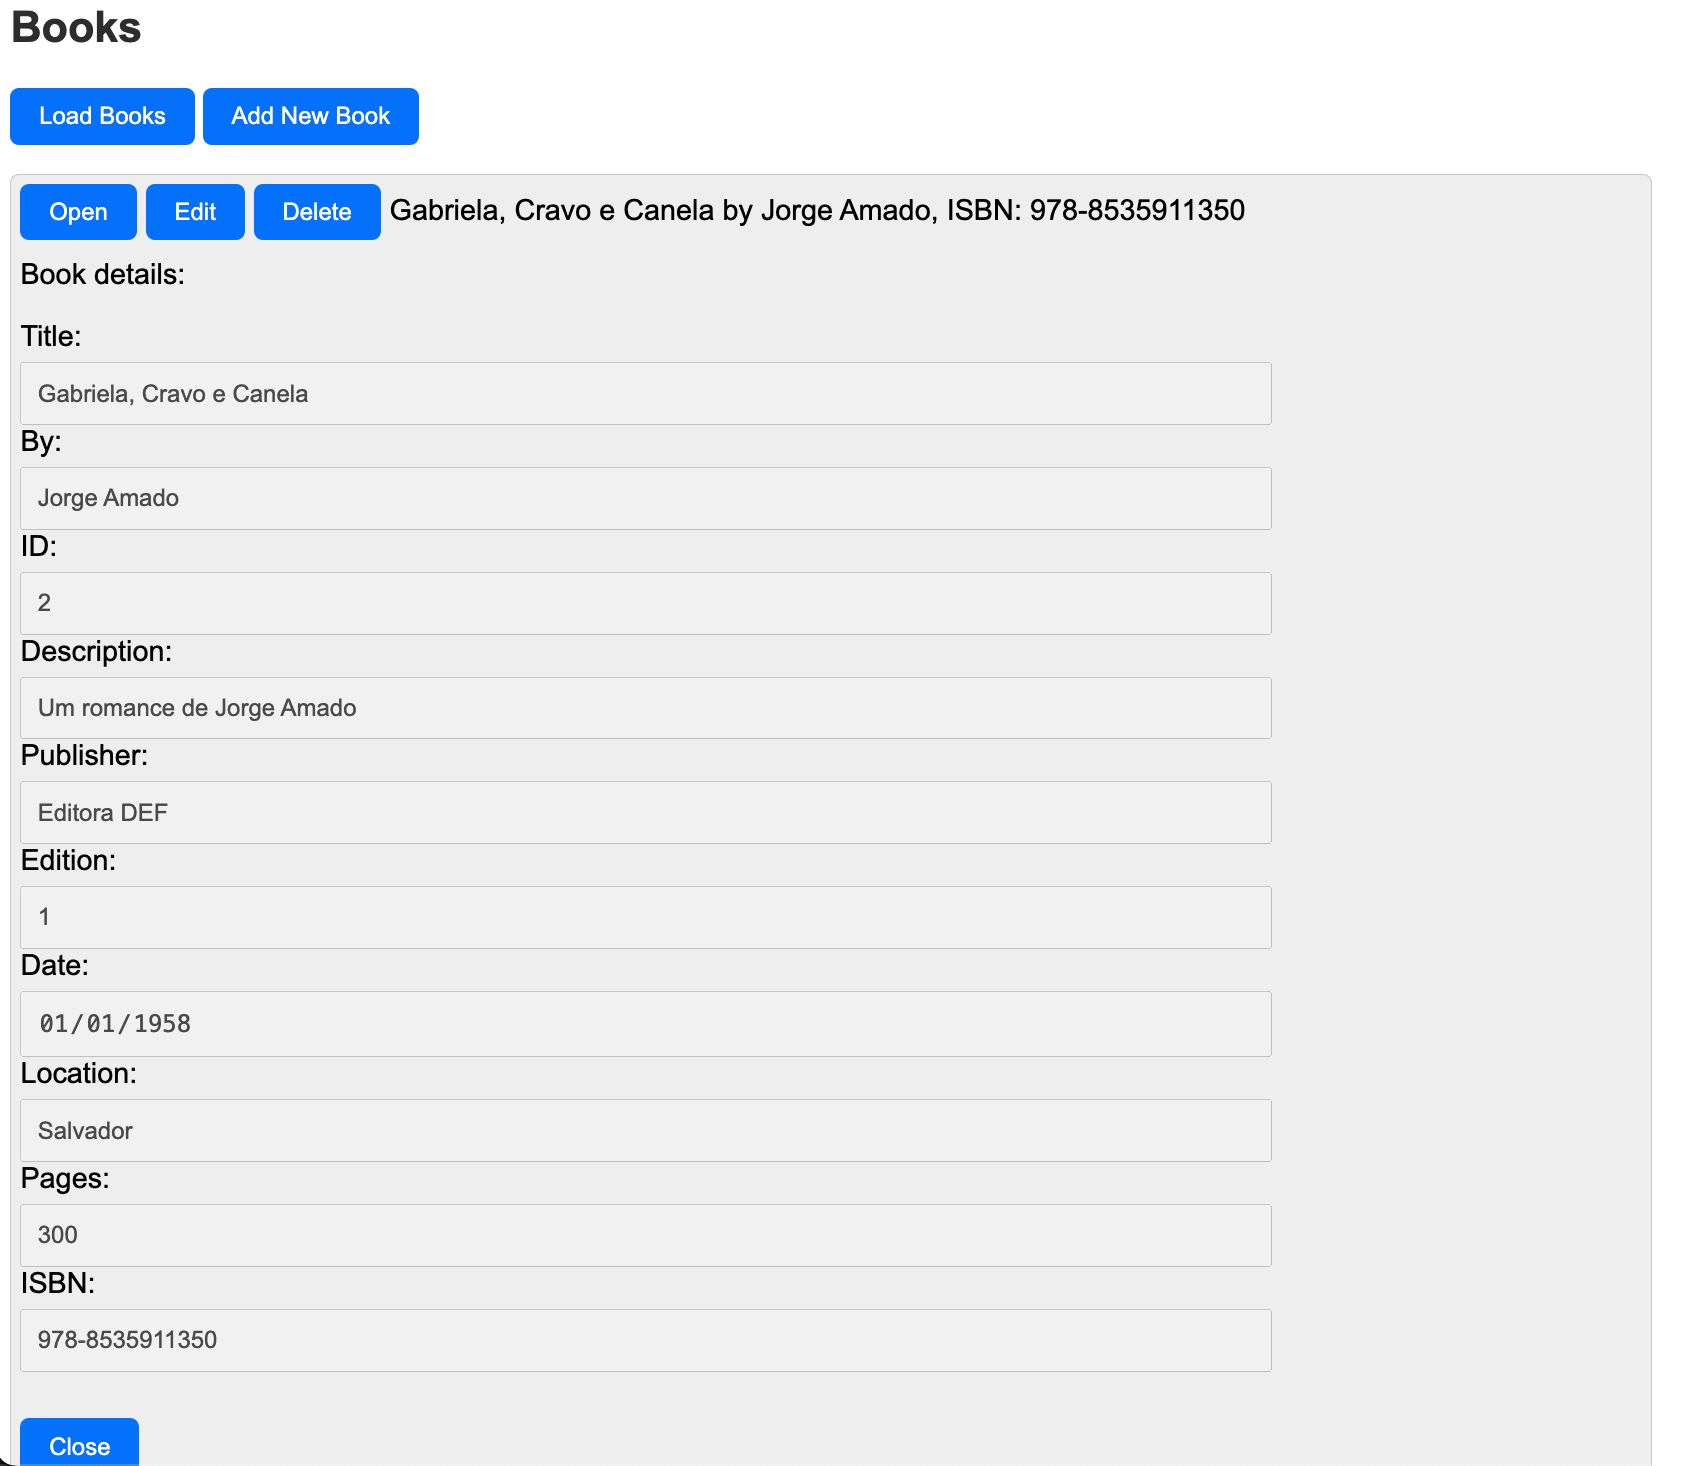 Books
Load Books Add New Book
Open Edit Delete Gabriela, Cravo e Canela by Jorge Amado, ISBN: 978-8535911350
Book details:
Title:
Gabriela, Cravo e Canela
By:
Jorge Amado
ID:
2
Description:
Um romance de Jorge Amado
Publisher:
Editora DEF
Edition:
1
Date:
01/01/1958
Location:
Salvador
Pages:
300
ISBN:
978-8535911350
Close